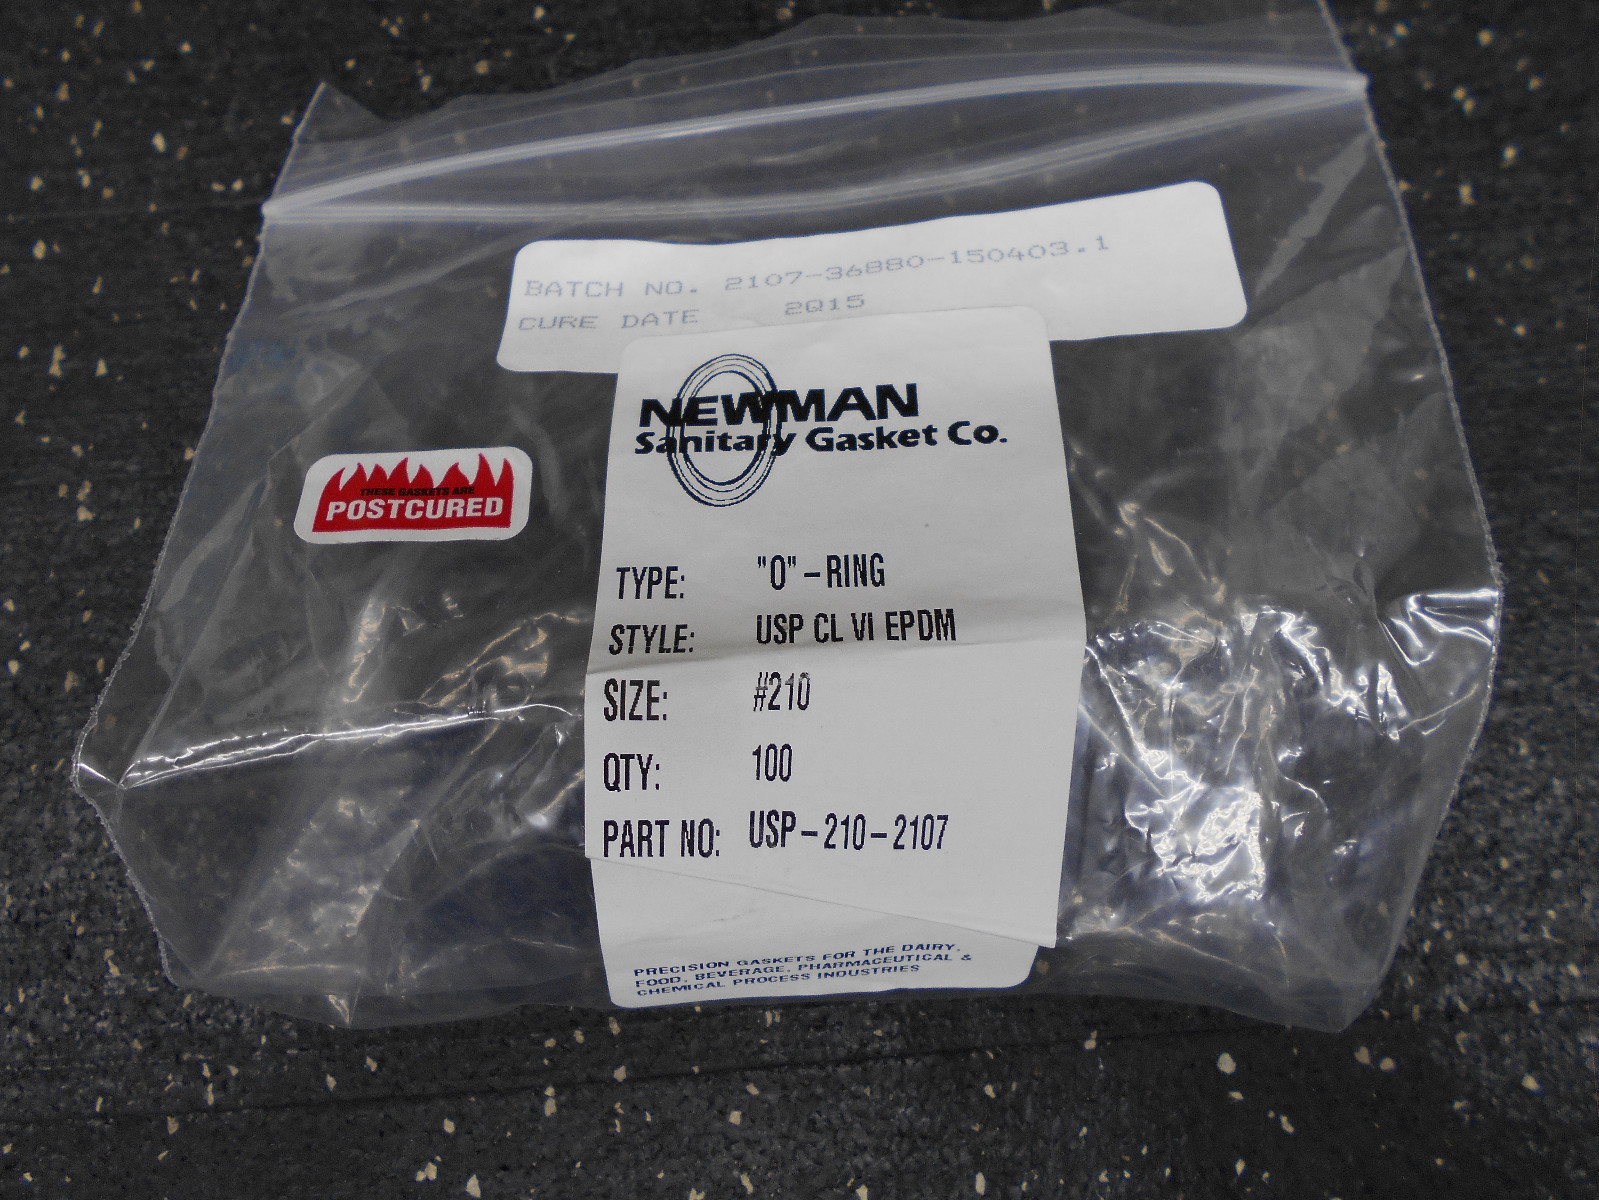 BATCH NO. 2107-36880-150403.1
CURE DATE 2Q15
NEWMAN
Sanitary Gasket Co.
THESE GASKETS ARE
POSTCURED
TYPE: "O"-RING
STYLE: USP CL VI EPDM
SIZE: #210
QTY: 100
PART NO: USP-210-2107
PRECISION GASKETS FOR THE DAIRY,
FOOD, BEVERAGE, PHARMACEUTICAL &
CHEMICAL PROCESS INDUSTRIES